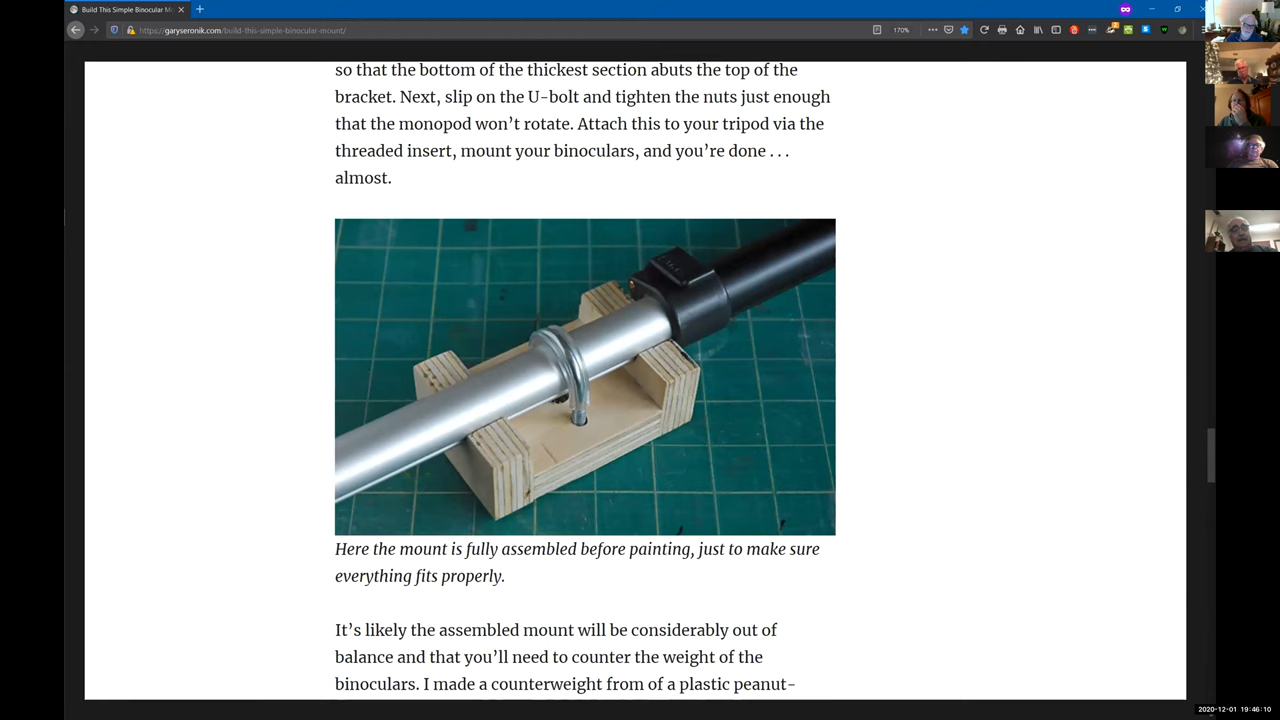 Build This Simple Binocular M
https://garyseronik.com/build-this-simple-binocular-mount/
170%
so that the bottom of the thickest section abuts the top of the
bracket. Next, slip on the U-bolt and tighten the nuts just enough
that the monopod won’t rotate. Attach this to your tripod via the
threaded insert, mount your binoculars, and you’re done . . .
almost.
Here the mount is fully assembled before painting, just to make sure
everything fits properly.
It’s likely the assembled mount will be considerably out of
balance and that you’ll need to counter the weight of the
binoculars. I made a counterweight from of a plastic peanut-
2020-12-01 19:46:10